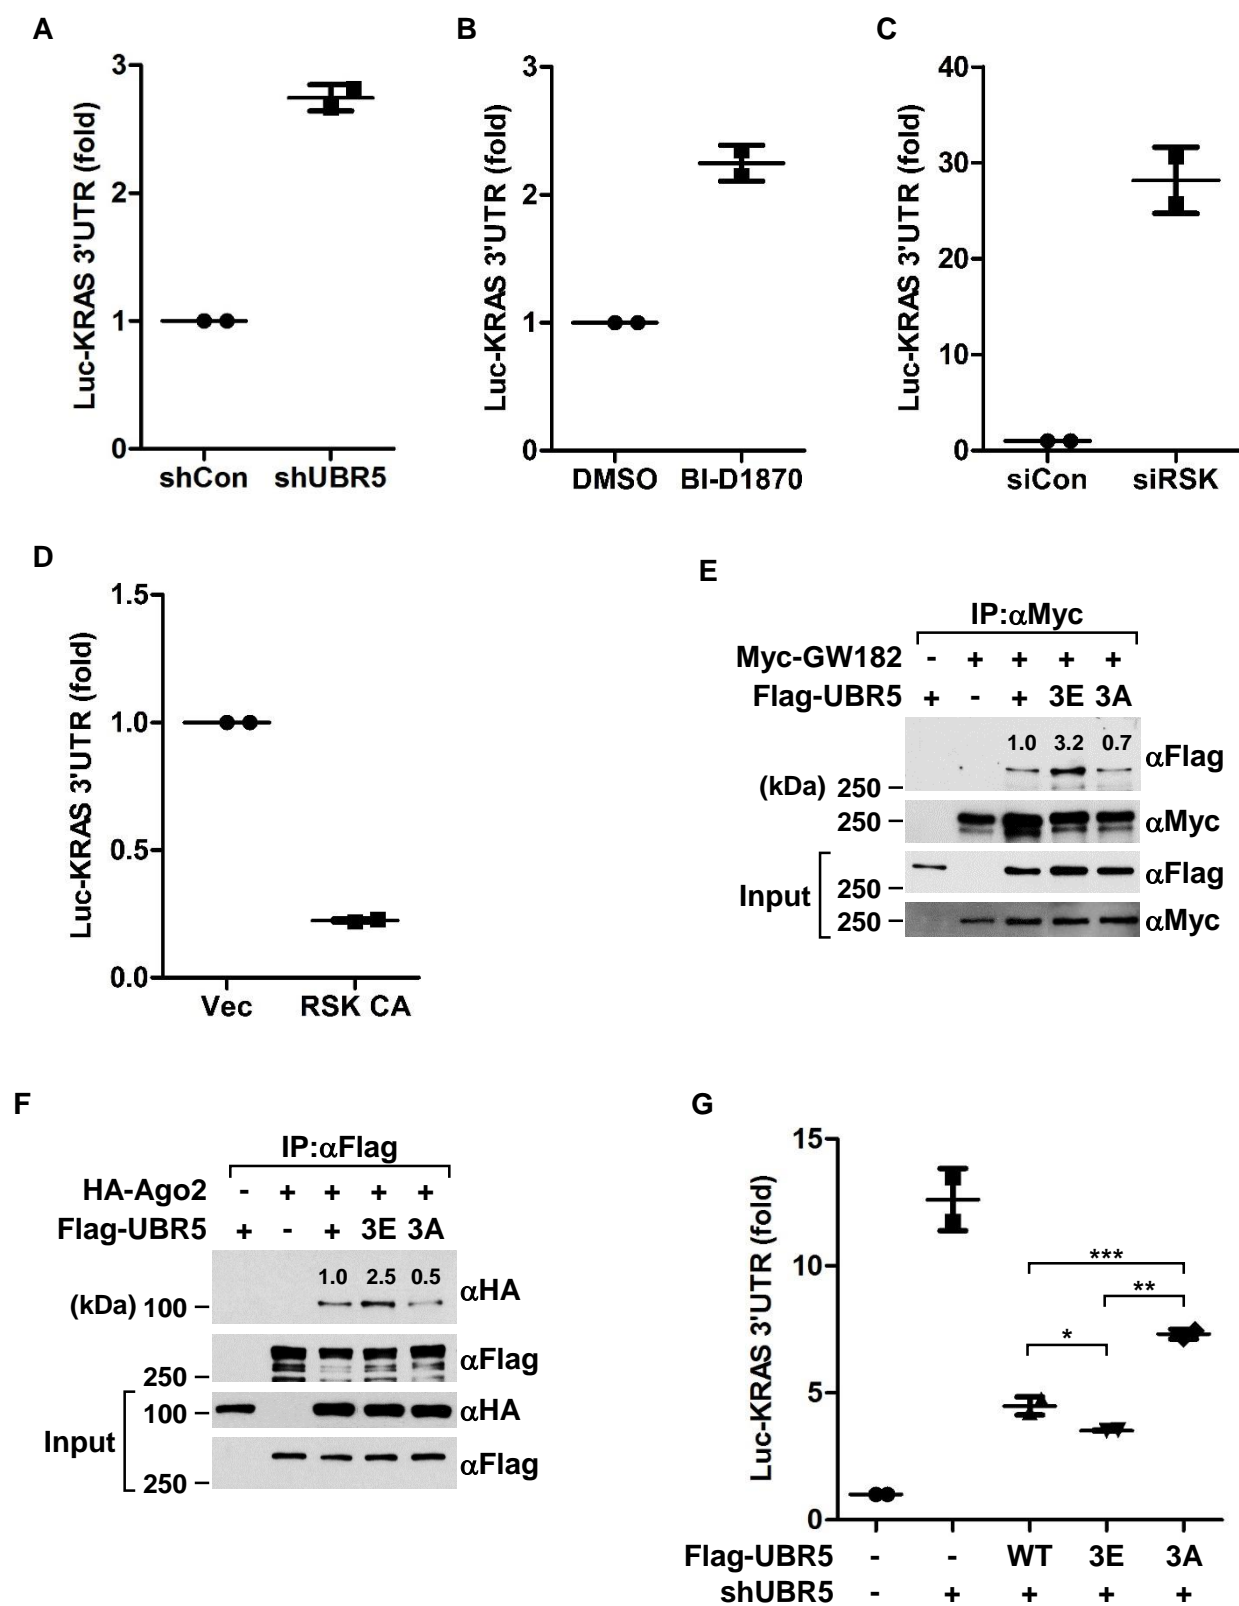 A
Luc-KRAS 3'UTR (fold)
3
2
1
0
shCon shUBR5
B
Luc-KRAS 3'UTR (fold)
3
2
1
0
DMSO BI-D1870
C
Luc-KRAS 3'UTR (fold)
40
30
20
10
0
siCon siRSK
D
Luc-KRAS 3'UTR (fold)
1.5
1.0
0.5
0.0
Vec RSK CA
E
IP:αMyc
Myc-GW182 - + + + +
Flag-UBR5 + - + 3E 3A
1.0 3.2 0.7
αFlag
(kDa) 250
250 αMyc
Input
250 αFlag
250 αMyc
F
IP:αFlag
HA-Ago2 - + + + +
Flag-UBR5 + - + 3E 3A
1.0 2.5 0.5
αHA
(kDa) 100
250 αFlag
Input
100 αHA
250 αFlag
G
Luc-KRAS 3'UTR (fold)
15
10
5
0
***
**
*
Flag-UBR5 - - WT 3E 3A
shUBR5 - + + + +